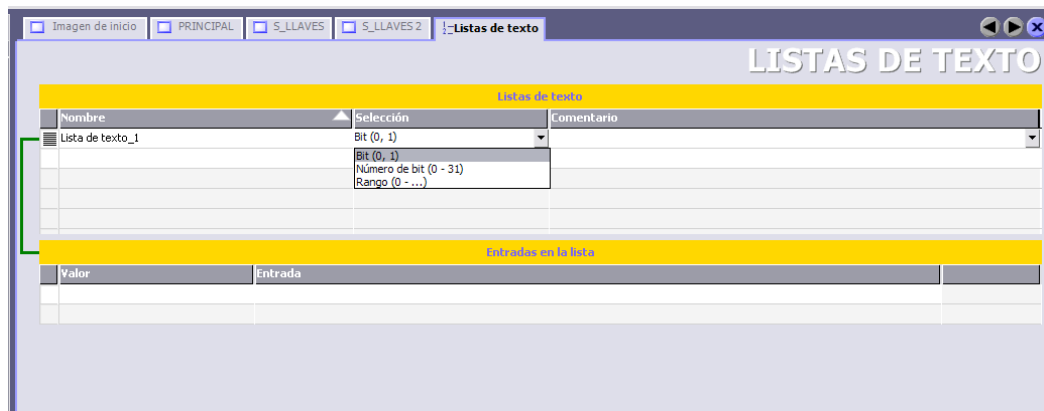 Imagen de inicio PRINCIPAL S_LLAVES S_LLAVES 2 Listas de texto
LISTAS DE TEXTO
Listas de texto
Nombre Selección Comentario
Lista de texto_1 Bit (0, 1)
Bit (0, 1)
Número de bit (0 - 31)
Rango (0 - ...)
Entradas en la lista
Valor Entrada